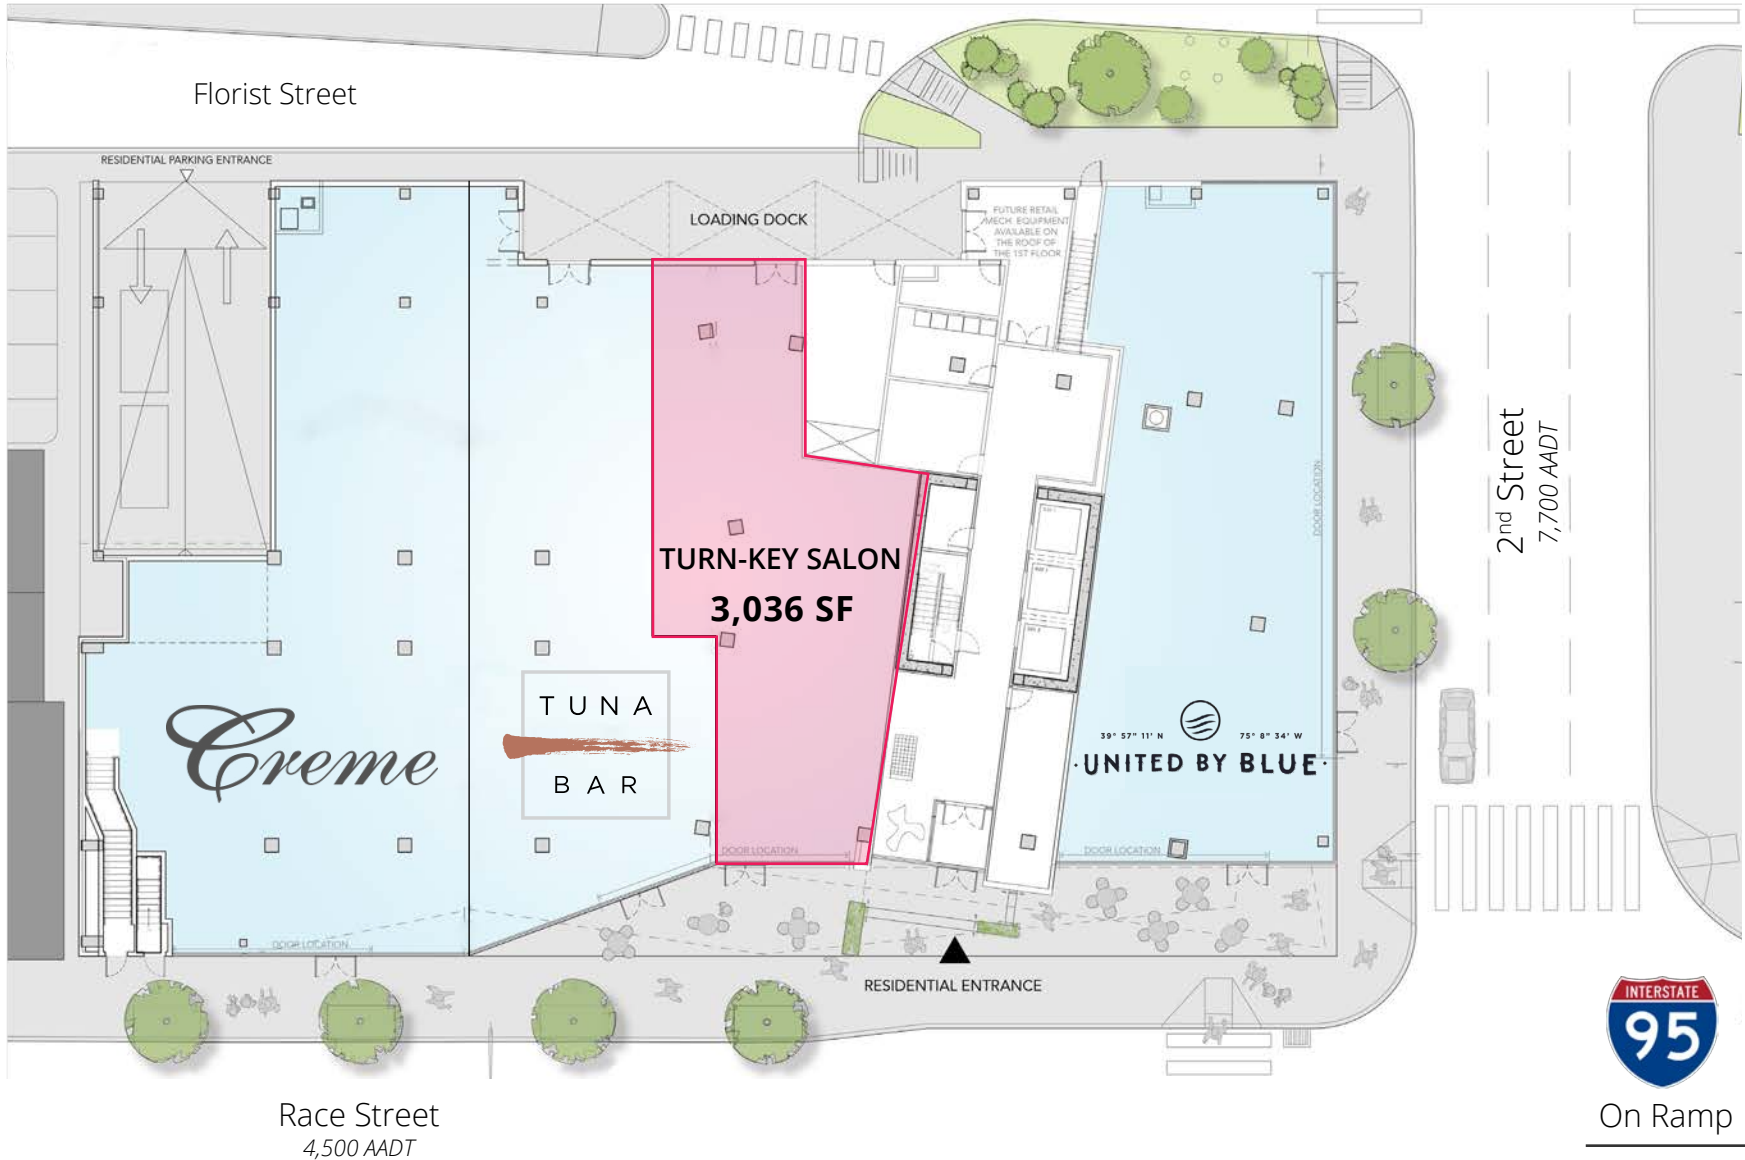 Florist Street
RESIDENTIAL PARKING ENTRANCE
LOADING DOCK
FUTURE RETAIL
MECH. EQUIPMENT
AVAILABLE ON
THE ROOF OF
THE 1ST FLOOR
DOOR LOCATION
2nd Street
7,700 AADT
TURN-KEY SALON
3,036 SF
Creme
TUNA
BAR
39° 57" 11' N
75° 8" 34' W
·UNITED BY BLUE·
DOOR LOCATION
DOOR LOCATION
DOOR LOCATION
RESIDENTIAL ENTRANCE
INTERSTATE
95
On Ramp
Race Street
4,500 AADT